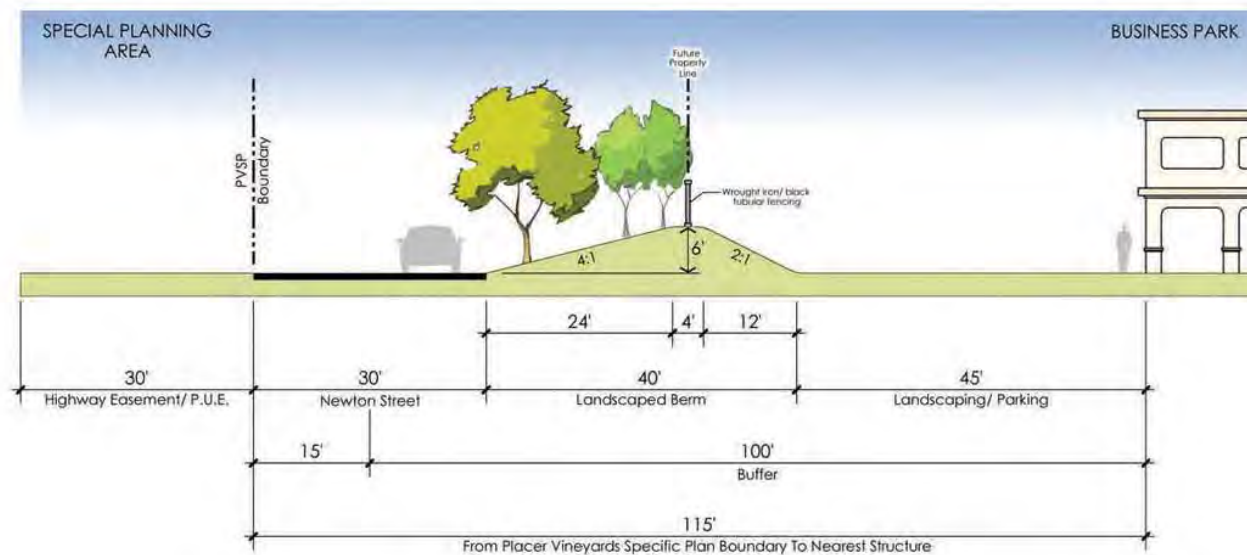 SPECIAL PLANNING
AREA
BUSINESS PARK
Future
Property
Line
PVSP
Boundary
Wrought iron/ black
tubular fencing
4:1
6'
2:1
24'
4'
12'
30'
30'
40'
45'
Highway Easement/ P.U.E.
Newton Street
Landscaped Berm
Landscaping/ Parking
15'
100'
Buffer
115'
From Placer Vineyards Specific Plan Boundary To Nearest Structure